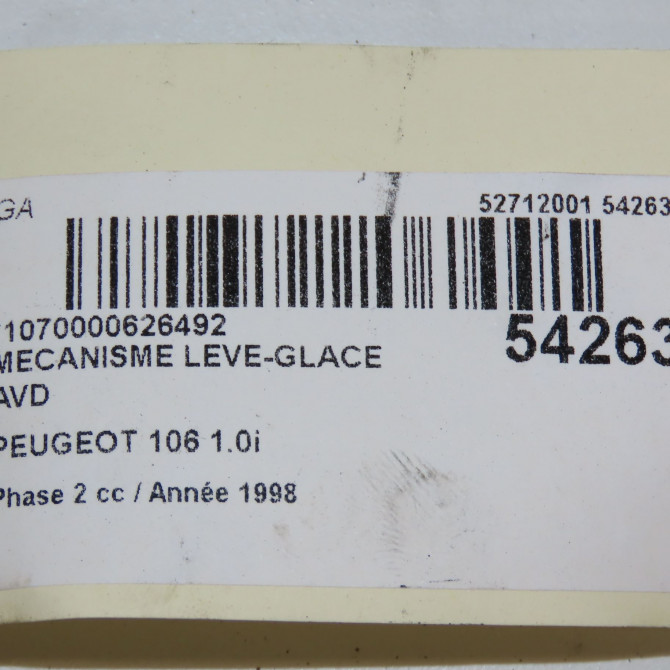 GA
52712001 54263
1070000626492
54263
MECANISME LEVE-GLACE
AVD
PEUGEOT 106 1.0i
Phase 2 cc / Année 1998